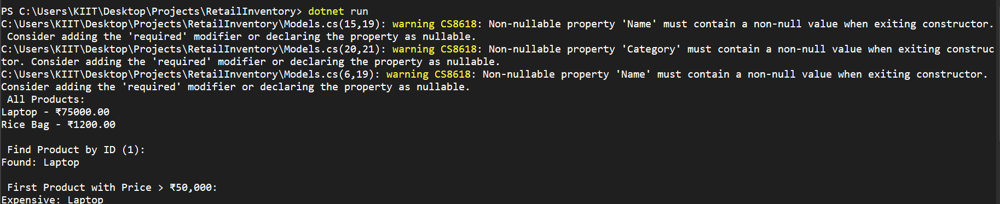 PS C:\Users\KIIT\Desktop\Projects\RetailInventory> dotnet run
C:\Users\KIIT\Desktop\Projects\RetailInventory\Models.cs(15,19): warning CS8618: Non-nullable property 'Name' must contain a non-null value when exiting constructor.
 Consider adding the 'required' modifier or declaring the property as nullable.
C:\Users\KIIT\Desktop\Projects\RetailInventory\Models.cs(20,21): warning CS8618: Non-nullable property 'Category' must contain a non-null value when exiting construc
tor. Consider adding the 'required' modifier or declaring the property as nullable.
C:\Users\KIIT\Desktop\Projects\RetailInventory\Models.cs(6,19): warning CS8618: Non-nullable property 'Name' must contain a non-null value when exiting constructor.
Consider adding the 'required' modifier or declaring the property as nullable.
 All Products:
Laptop - ₹75000.00
Rice Bag - ₹1200.00

 Find Product by ID (1):
Found: Laptop

 First Product with Price > ₹50,000:
Expensive: Laptop